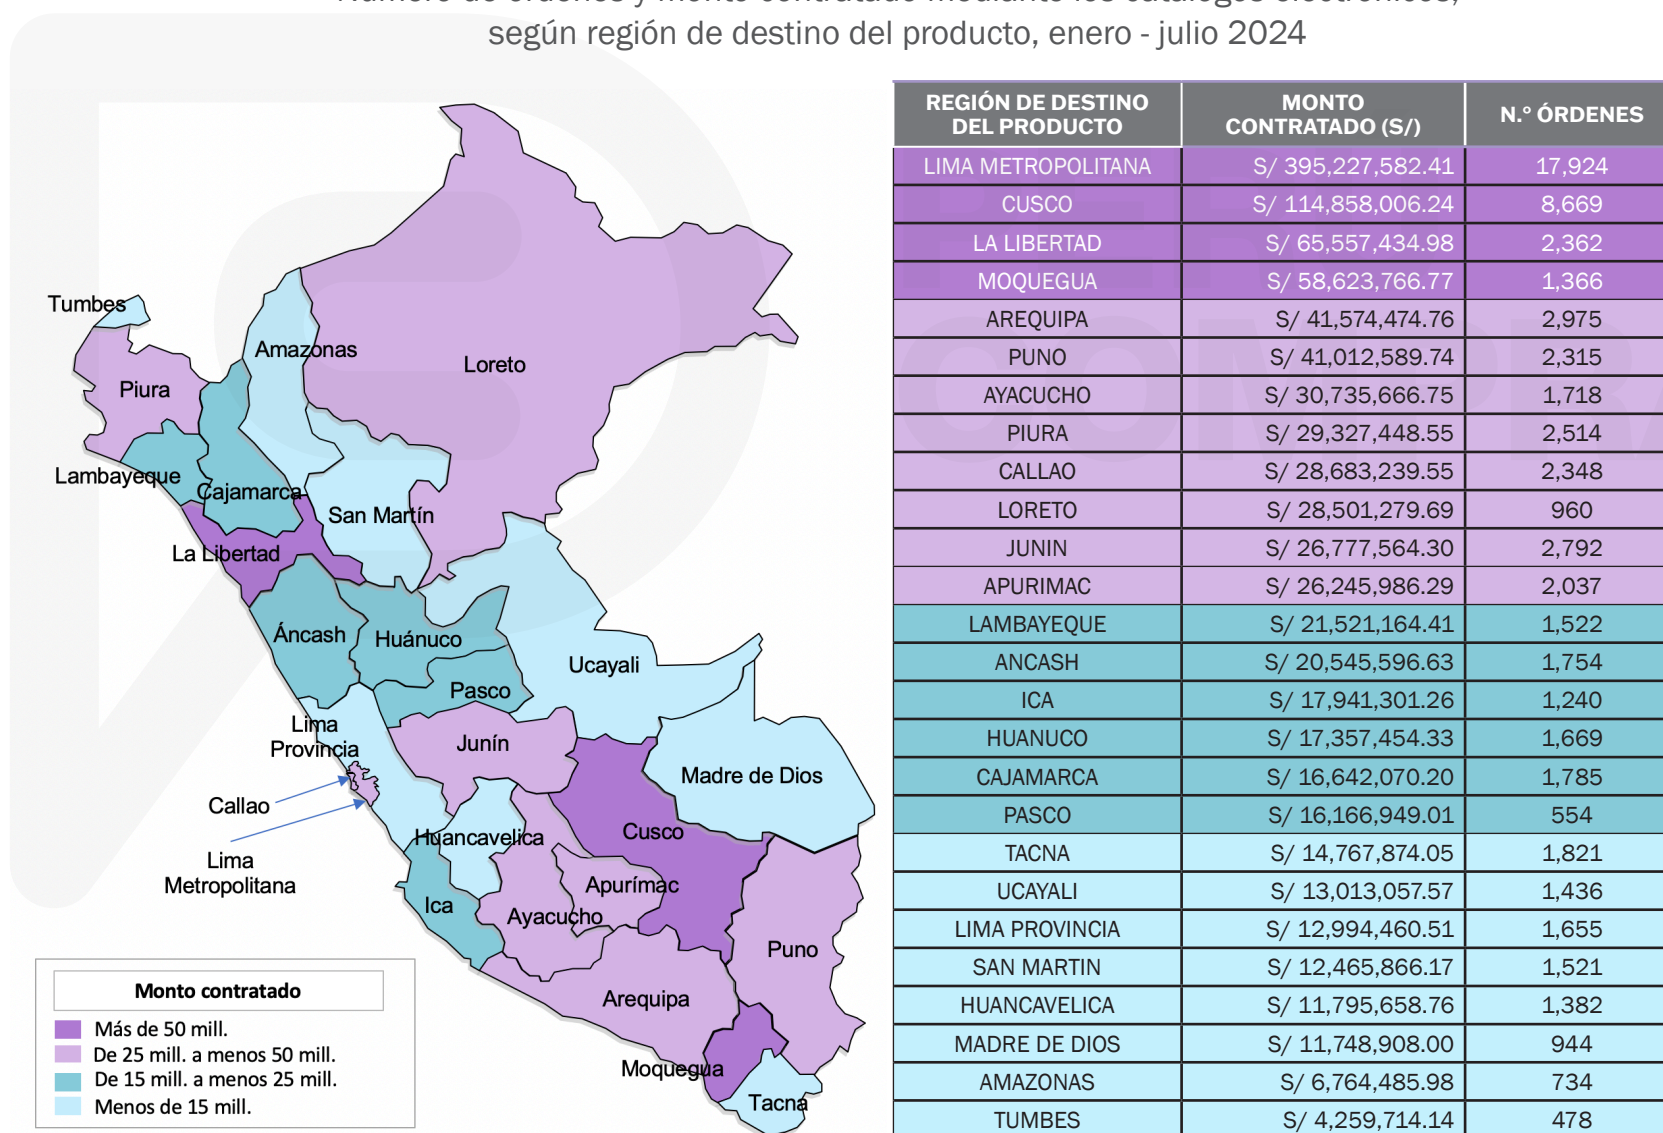 Número de órdenes y monto contratado mediante los catálogos electrónicos,
según región de destino del producto, enero - julio 2024
REGIÓN DE DESTINO DEL PRODUCTO MONTO CONTRATADO (S/) N.° ÓRDENES
LIMA METROPOLITANA S/ 395,227,582.41 17,924
CUSCO S/ 114,858,006.24 8,669
LA LIBERTAD S/ 65,557,434.98 2,362
MOQUEGUA S/ 58,623,766.77 1,366
AREQUIPA S/ 41,574,474.76 2,975
PUNO S/ 41,012,589.74 2,315
AYACUCHO S/ 30,735,666.75 1,718
PIURA S/ 29,327,448.55 2,514
CALLAO S/ 28,683,239.55 2,348
LORETO S/ 28,501,279.69 960
JUNIN S/ 26,777,564.30 2,792
APURIMAC S/ 26,245,986.29 2,037
LAMBAYEQUE S/ 21,521,164.41 1,522
ANCASH S/ 20,545,596.63 1,754
ICA S/ 17,941,301.26 1,240
HUANUCO S/ 17,357,454.33 1,669
CAJAMARCA S/ 16,642,070.20 1,785
PASCO S/ 16,166,949.01 554
TACNA S/ 14,767,874.05 1,821
UCAYALI S/ 13,013,057.57 1,436
LIMA PROVINCIA S/ 12,994,460.51 1,655
SAN MARTIN S/ 12,465,866.17 1,521
HUANCAVELICA S/ 11,795,658.76 1,382
MADRE DE DIOS S/ 11,748,908.00 944
AMAZONAS S/ 6,764,485.98 734
TUMBES S/ 4,259,714.14 478
Tumbes
Amazonas
Loreto
Piura
Lambayeque
Cajamarca
San Martín
La Libertad
Áncash
Huánuco
Ucayali
Pasco
Lima
Provincia
Junín
Madre de Dios
Callao
Huancavelica
Cusco
Lima
Metropolitana
Apurímac
Ica
Ayacucho
Puno
Arequipa
Moquegua
Tacna
Monto contratado
Más de 50 mill.
De 25 mill. a menos 50 mill.
De 15 mill. a menos 25 mill.
Menos de 15 mill.